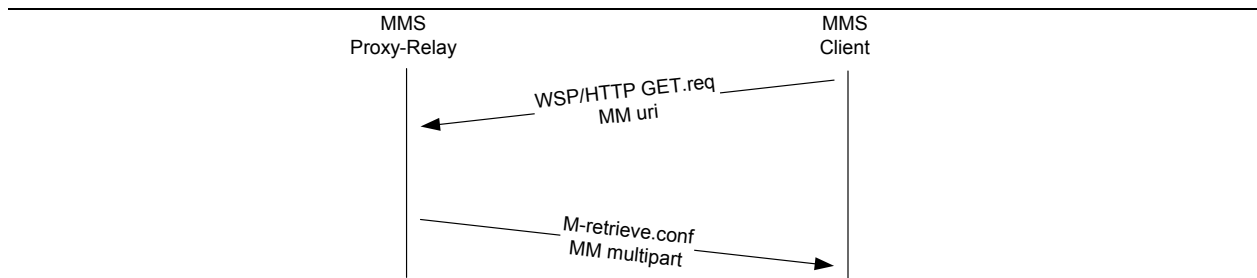 MMS
Proxy-Relay
MMS
Client
WSP/HTTP GET.req
MM uri
M-retrieve.conf
MM multipart